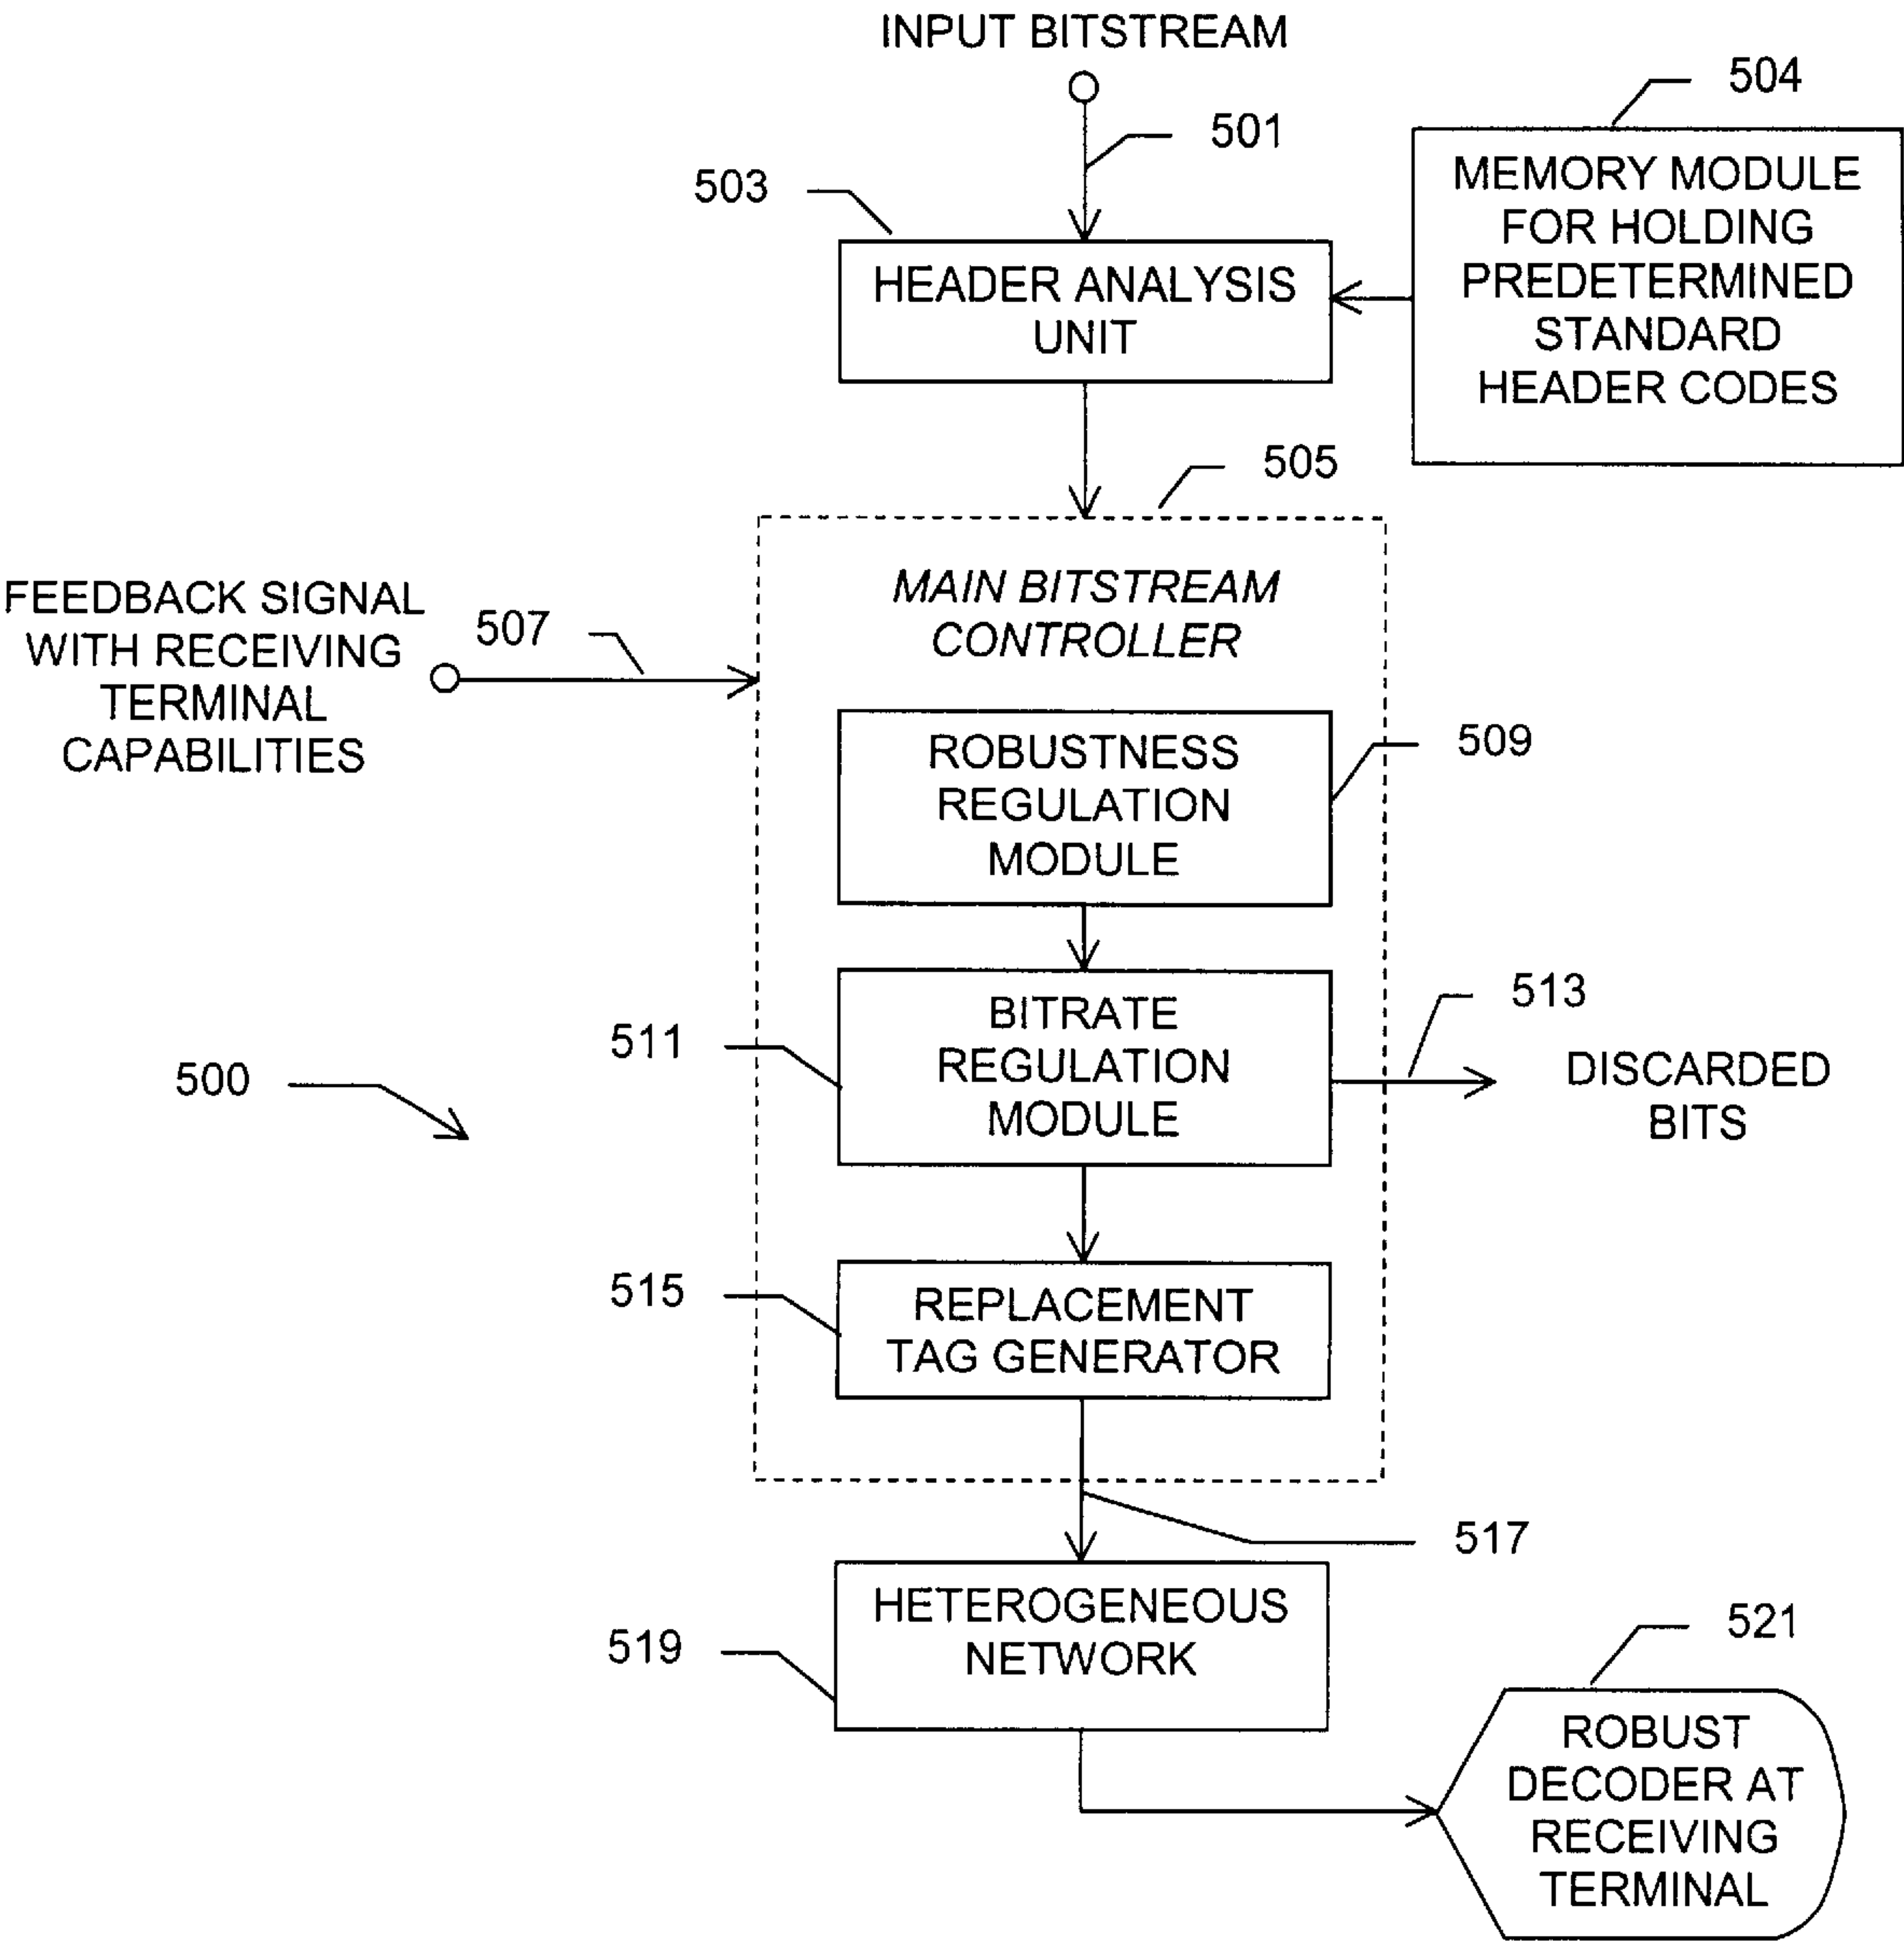 INPUT BITSTREAM
501
504
MEMORY MODULE
FOR HOLDING
PREDETERMINED
STANDARD
HEADER CODES
503
HEADER ANALYSIS
UNIT
505
MAIN BITSTREAM
CONTROLLER
FEEDBACK SIGNAL
WITH RECEIVING
TERMINAL
CAPABILITIES
507
ROBUSTNESS
REGULATION
MODULE
509
511
BITRATE
REGULATION
MODULE
513
DISCARDED
BITS
500
515
REPLACEMENT
TAG GENERATOR
517
HETEROGENEOUS
NETWORK
519
521
ROBUST
DECODER AT
RECEIVING
TERMINAL